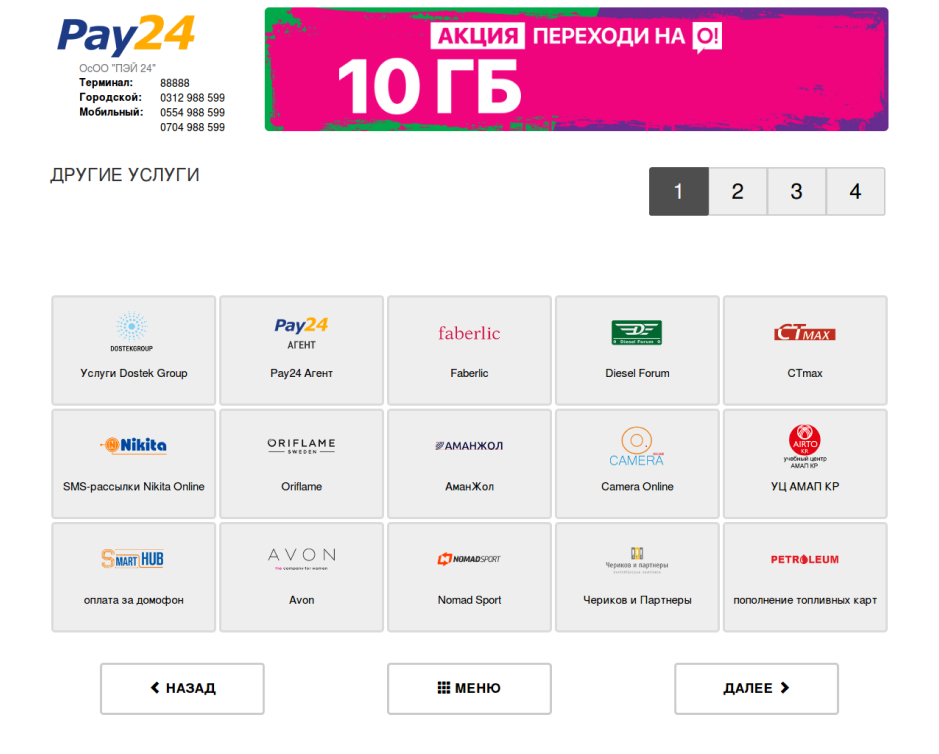 Pay24
ОсОО "ПЭЙ 24"
Терминал: 88888
Городской: 0312 988 599
Мобильный: 0554 988 599
0704 988 599
АКЦИЯ ПЕРЕХОДИ НА О!
10 ГБ
ДРУГИЕ УСЛУГИ
1 2 3 4
DOSTEKGROUP
Услуги Dostek Group
Pay24
АГЕНТ
Pay24 Агент
faberlic
Faberlic
Diesel Forum
Diesel Forum
CTMAX
CTmax
Nikita
SMS-рассылки Nikita Online
ORIFLAME
SWEDEN
Oriflame
АМАНЖОЛ
АманЖол
CAMERA
Camera Online
AIRTO
KR
учебный центр
АМАП КР
УЦ АМАП КР
SMART HUB
оплата за домофон
AVON
the company for women
Avon
NOMADSPORT
Nomad Sport
Чериков и партнеры
Чериков и Партнеры
PETROLEUM
пополнение топливных карт
НАЗАД
МЕНЮ
ДАЛЕЕ